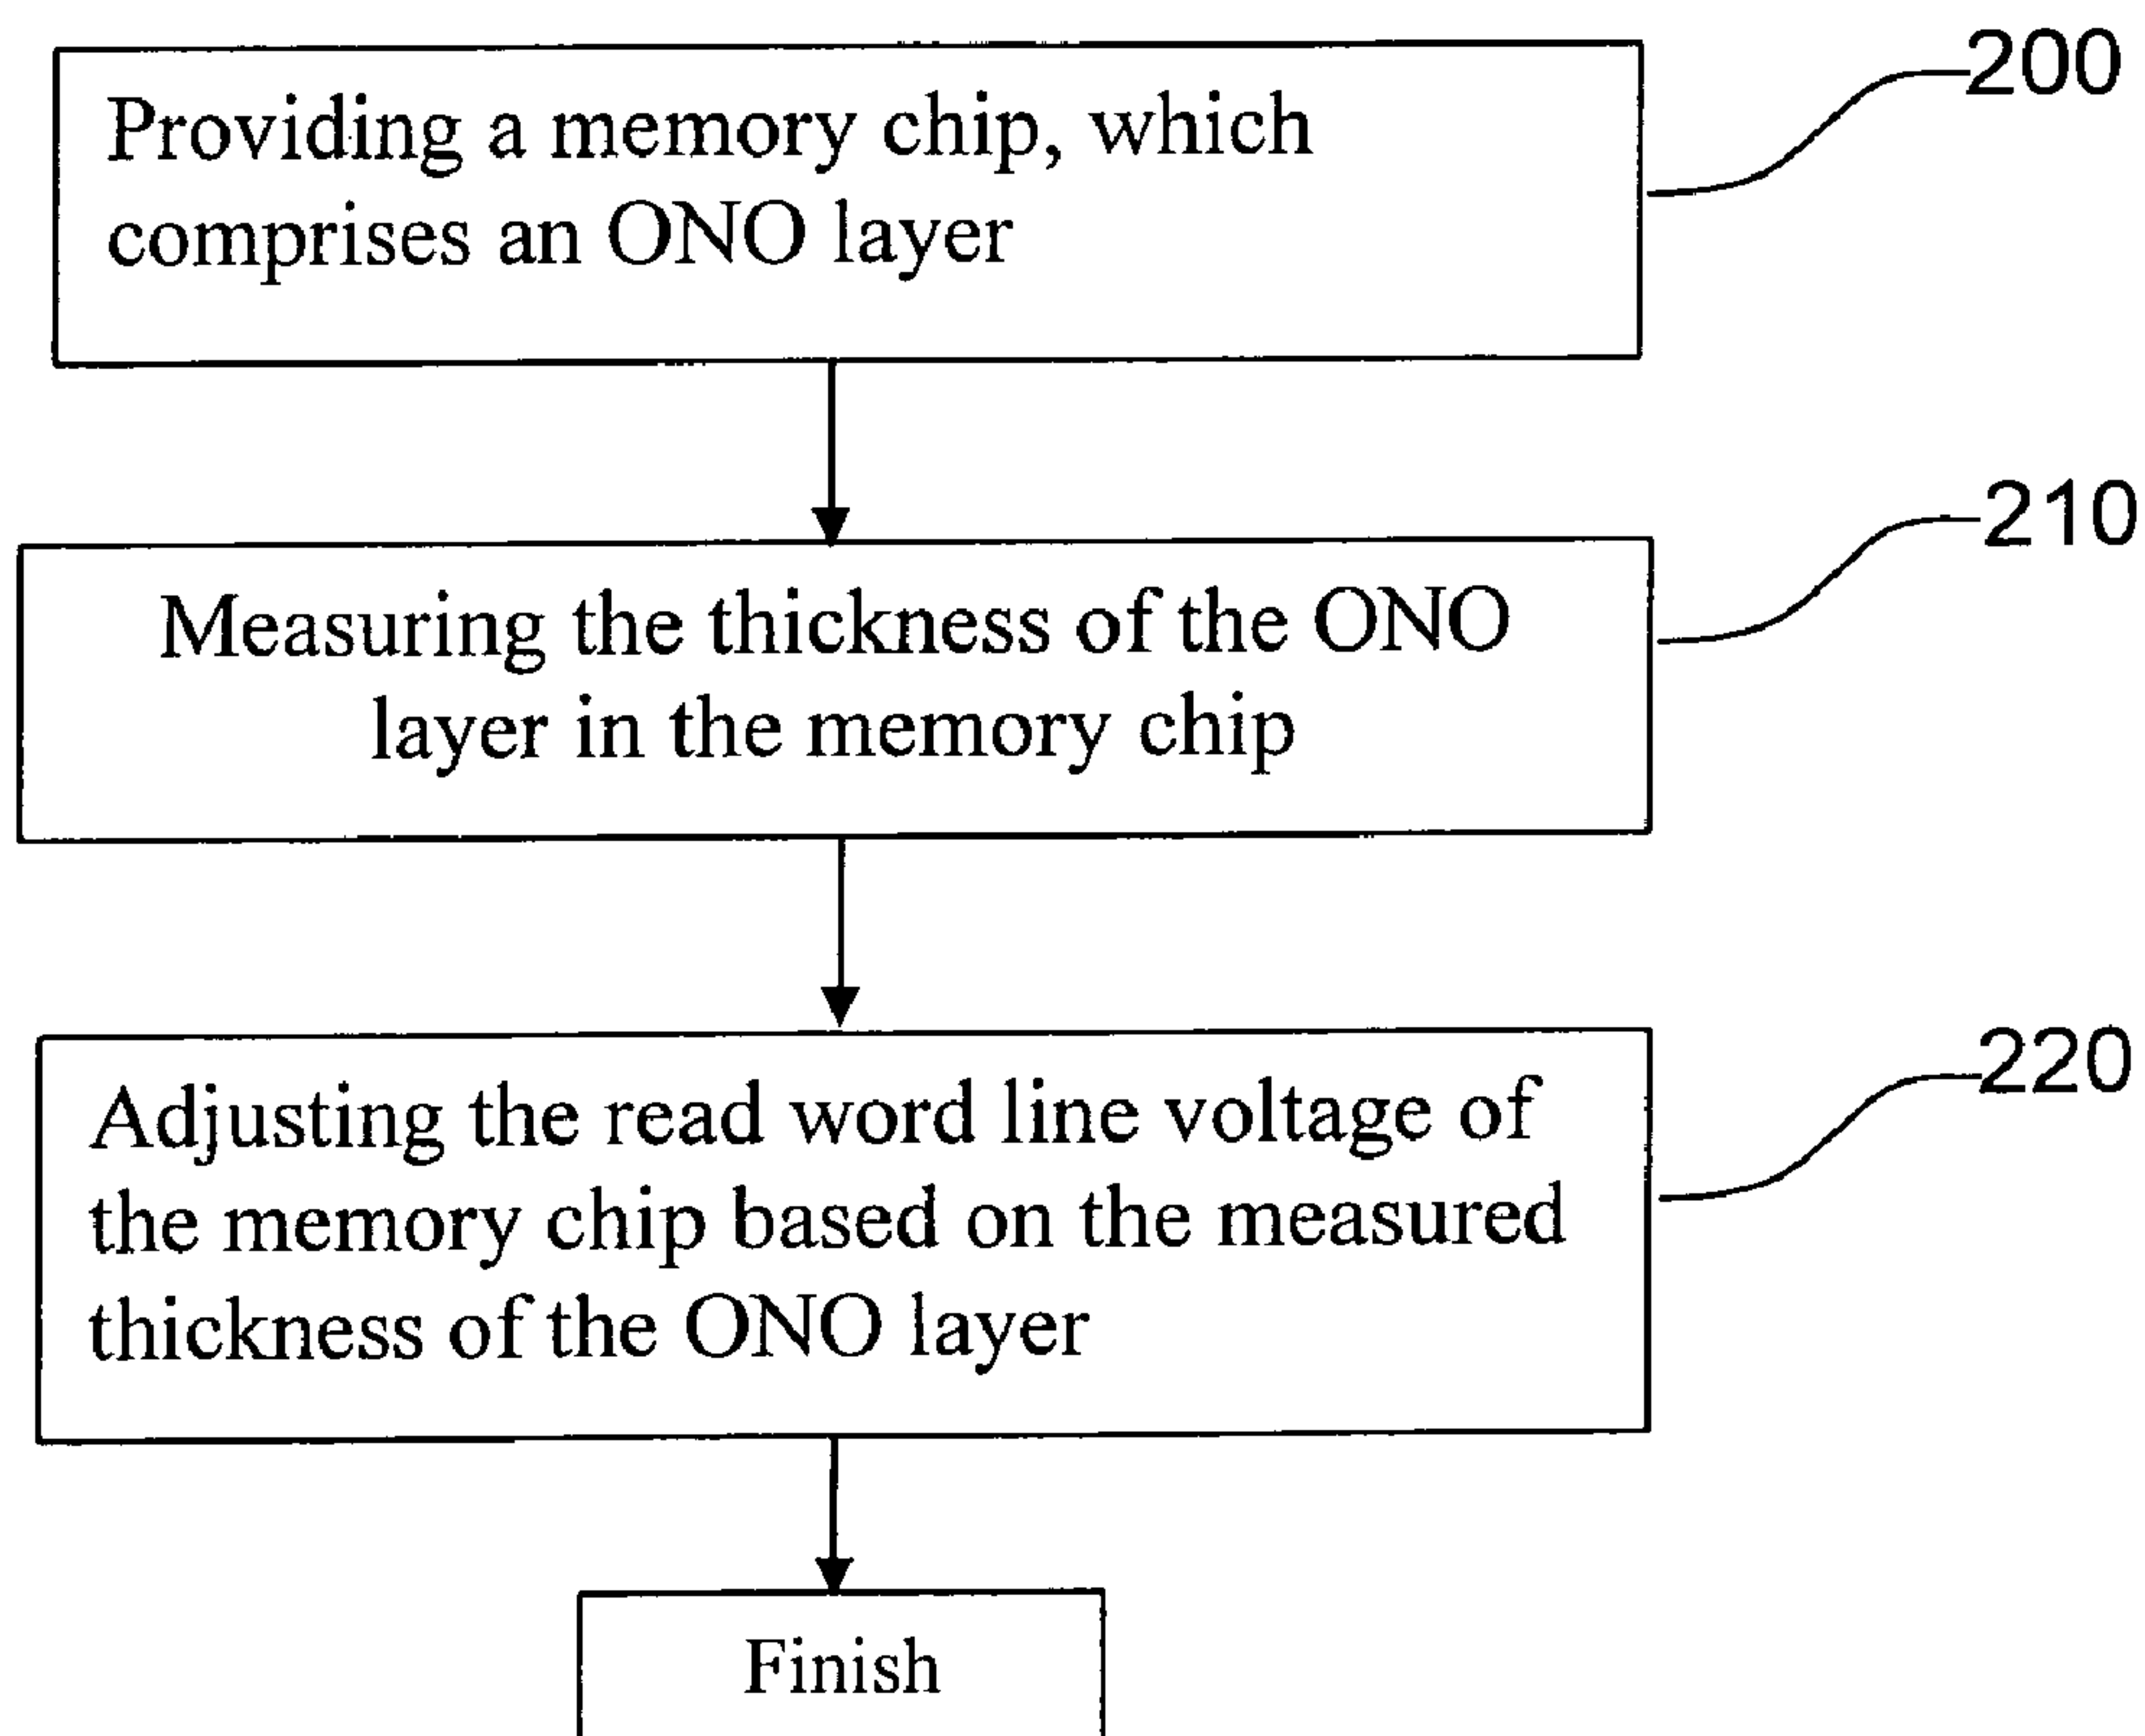 Providing a memory chip, which
comprises an ONO layer
200
Measuring the thickness of the ONO
layer in the memory chip
210
Adjusting the read word line voltage of
the memory chip based on the measured
thickness of the ONO layer
220
Finish